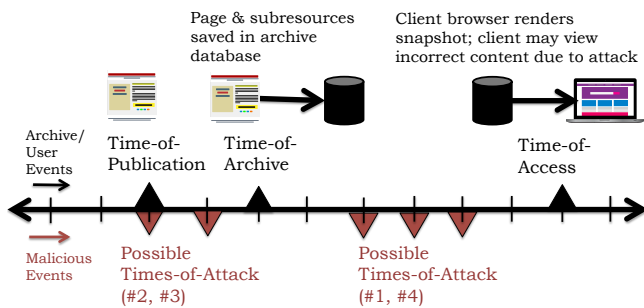 Page & subresources
saved in archive
database
Client browser renders
snapshot; client may view
incorrect content due to attack
Archive/
User
Events
Time-of-
Publication
Time-of-
Archive
Time-of-
Access
Malicious
Events
Possible
Times-of-Attack
(#2, #3)
Possible
Times-of-Attack
(#1, #4)